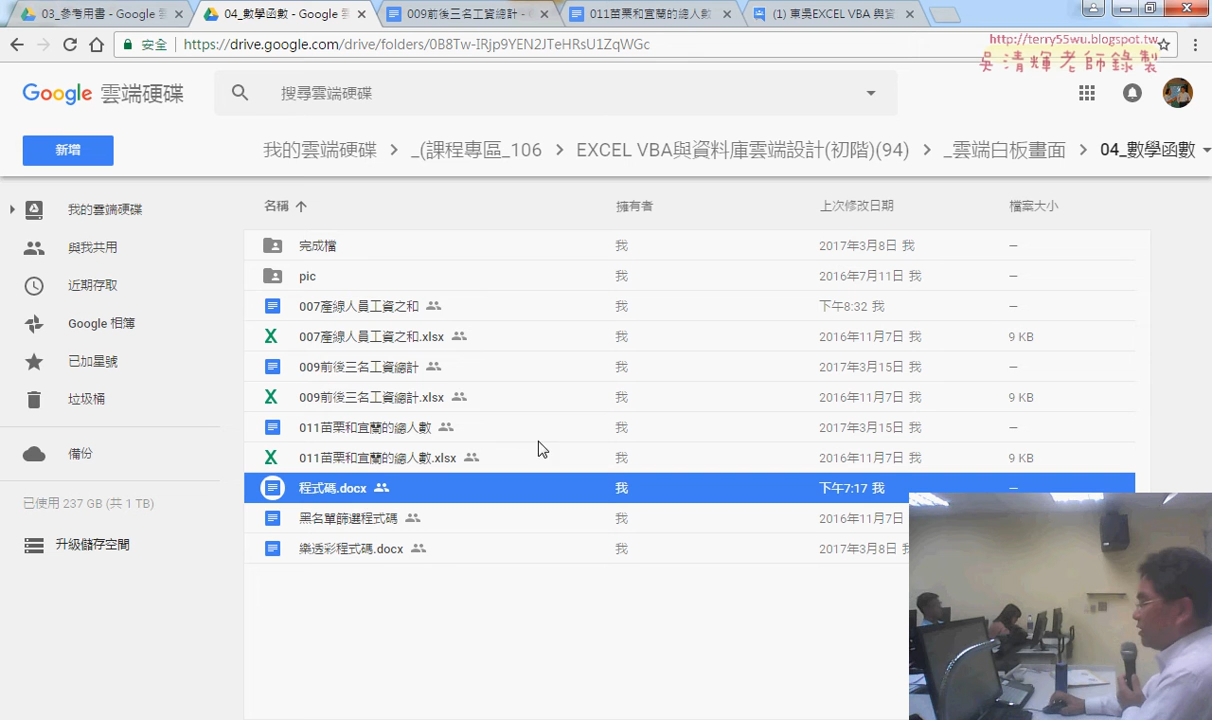 03_參考用書 - Google 雲
04_數學函數 - Google 雲
009前後三名工資總計 -
011苗栗和宜蘭的總人數
(1) 東吳EXCEL VBA 與資
安全 https://drive.google.com/drive/folders/0B8Tw-IRjp9YEN2JTeHRsU1ZqWGc
http://terry55wu.blogspot.tw
吳清輝老師錄製
Google 雲端硬碟
搜尋雲端硬碟
新增
我的雲端硬碟 > _(課程專區_106 > EXCEL VBA與資料庫雲端設計(初階)(94) > _雲端白板畫面 > 04_數學函數
我的雲端硬碟
與我共用
近期存取
Google 相簿
已加星號
垃圾桶
備份
已使用 237 GB (共 1 TB)
升級儲存空間
名稱 擁有者 上次修改日期 檔案大小
完成檔 我 2017年3月8日 我 –
pic 我 2016年7月11日 我 –
007產線人員工資之和 我 下午8:32 我 –
007產線人員工資之和.xlsx 我 2016年11月7日 我 9 KB
009前後三名工資總計 我 2017年3月15日 我 –
009前後三名工資總計.xlsx 我 2016年11月7日 我 9 KB
011苗栗和宜蘭的總人數 我 2017年3月15日 我 –
011苗栗和宜蘭的總人數.xlsx 我 2016年11月7日 我 9 KB
程式碼.docx 我 下午7:17 我 –
黑名單篩選程式碼 我 2016年11月7日
樂透彩程式碼.docx 我 2017年3月8日